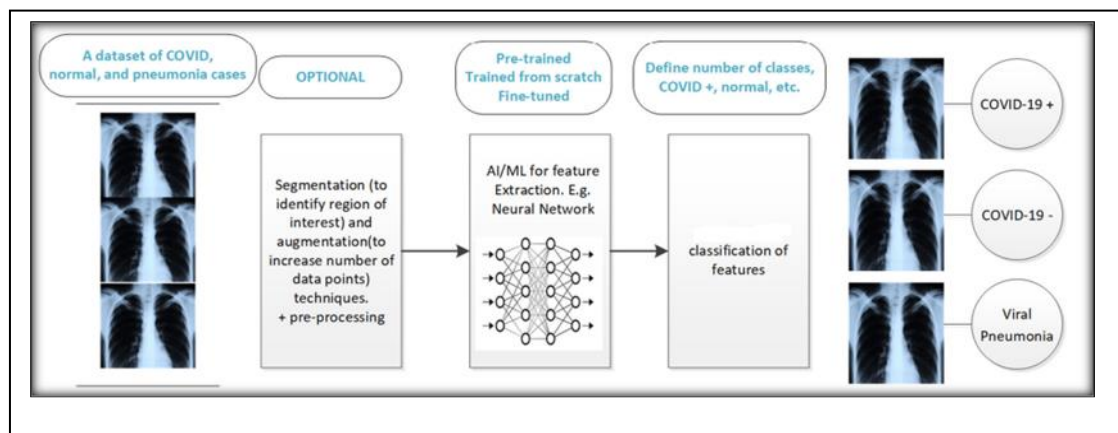 A dataset of COVID,
normal, and pneumonia cases
OPTIONAL
Segmentation (to
identify region of
interest) and
augmentation(to
increase number of
data points)
techniques.
+ pre-processing
Pre-trained
Trained from scratch
Fine-tuned
AI/ML for feature
Extraction. E.g.
Neural Network
Define number of classes,
COVID +, normal, etc.
classification of
features
COVID-19 +
COVID-19 -
Viral
Pneumonia